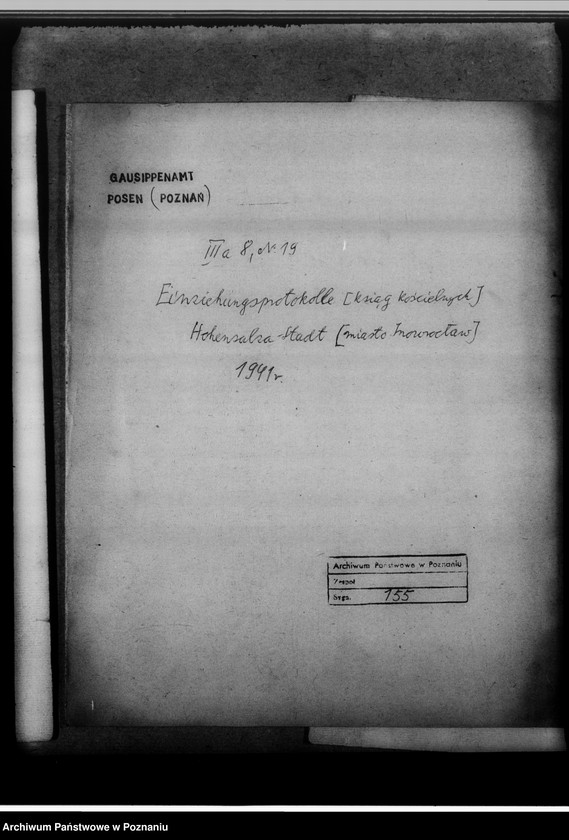 GAUSIPPENAMT
POSEN (POZNAŃ)
IIIa 8, Nr 19
Einziehungsprotokolle [ksiąg kościelnych]
Hohensalza-Stadt [miasto Inowrocław]
1941 r.
Archiwum Państwowe w Poznaniu
Zespół
Sygn. 155
Archiwum Państwowe w Poznaniu